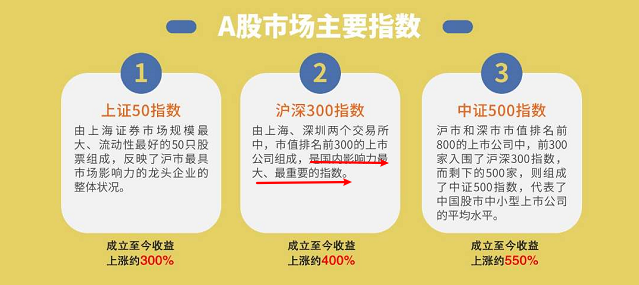 A股市场主要指数
1
上证50指数
由上海证券市场规模最
大、流动性最好的50只股
票组成，反映了沪市最具
市场影响力的龙头企业的
整体状况。
成立至今收益
上涨约300%
2
沪深300指数
由上海、深圳两个交易所
中，市值排名前300的上市
公司组成，是国内影响力最
大、最重要的指数。
成立至今收益
上涨约400%
3
中证500指数
沪市和深市市值排名前
800的上市公司中，前300
家入围了沪深300指数，
而剩下的500家，则组成
了中证500指数，代表了
中国股市中小型上市公司
的平均水平。
成立至今收益
上涨约550%